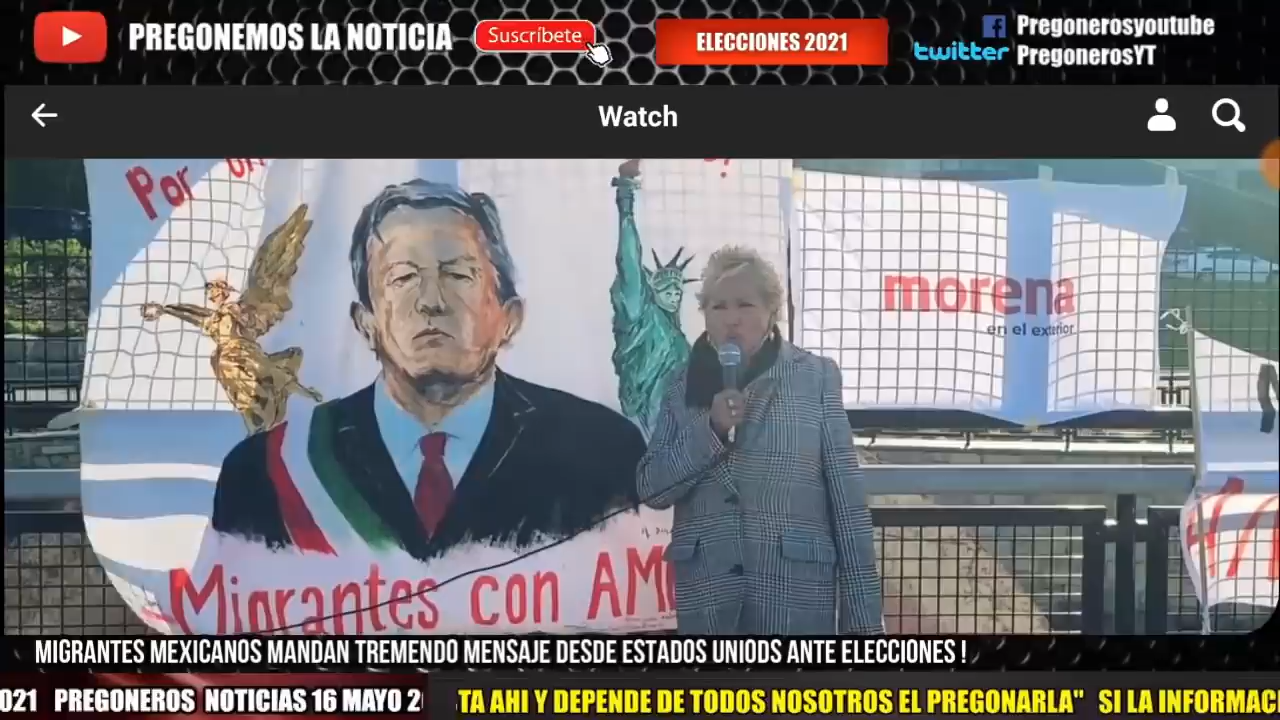 PREGONEMOS LA NOTICIA
Suscríbete
ELECCIONES 2021
Pregonerosyoutube
twitter PregonerosYT
Watch
Por un
!
morena
en el exterior
Migrantes con AM
MIGRANTES MEXICANOS MANDAN TREMENDO MENSAJE DESDE ESTADOS UNIODS ANTE ELECCIONES !
021 PREGONEROS NOTICIAS 16 MAYO 2
TA AHI Y DEPENDE DE TODOS NOSOTROS EL PREGONARLA" SI LA INFORMAC